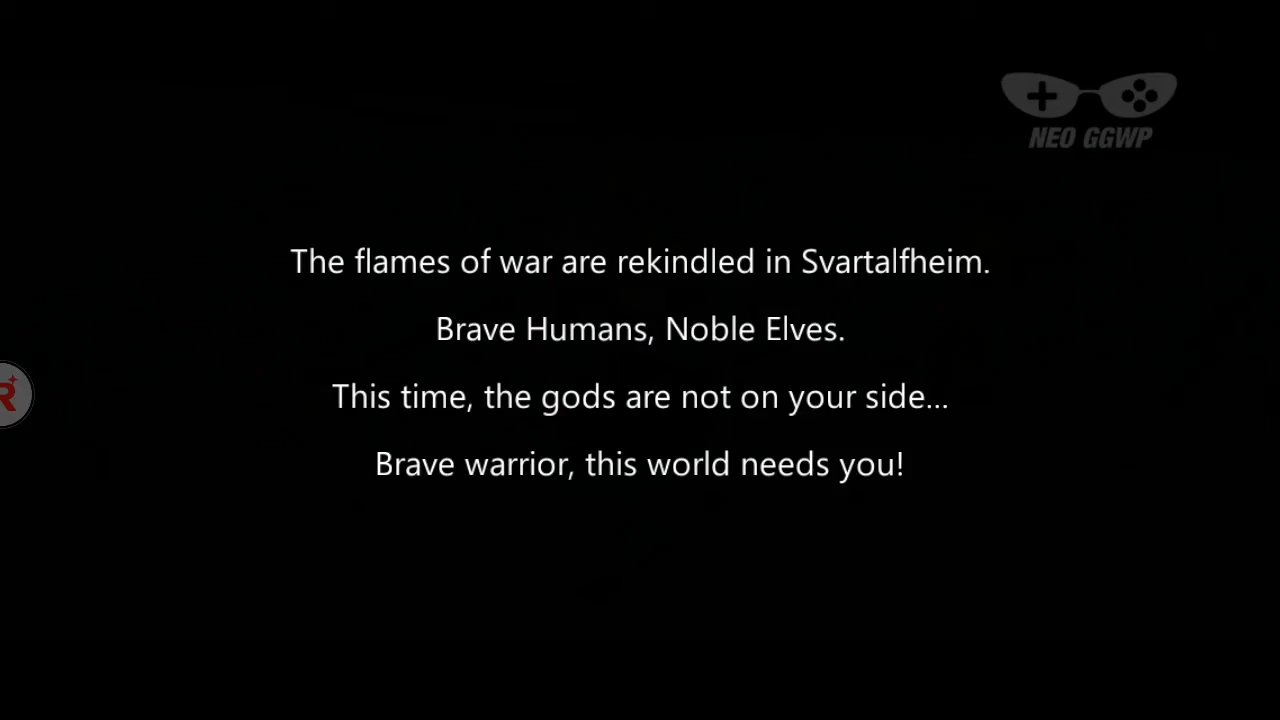 NEO GGWP
The flames of war are rekindled in Svartalfheim.
Brave Humans, Noble Elves.
This time, the gods are not on your side...
Brave warrior, this world needs you!
R